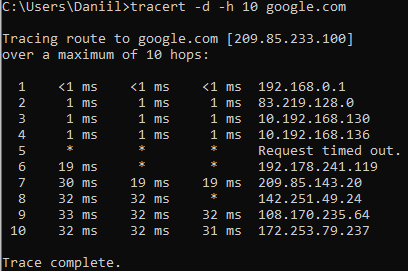 C:\Users\Daniil>tracert -d -h 10 google.com
Tracing route to google.com [209.85.233.100]
over a maximum of 10 hops:
1 <1 ms <1 ms <1 ms 192.168.0.1
2 1 ms 1 ms 1 ms 83.219.128.0
3 1 ms 1 ms 1 ms 10.192.168.130
4 1 ms 1 ms 1 ms 10.192.168.136
5 * * * Request timed out.
6 19 ms * * 192.178.241.119
7 30 ms 19 ms 19 ms 209.85.143.20
8 32 ms 32 ms * 142.251.49.24
9 33 ms 32 ms 32 ms 108.170.235.64
10 32 ms 32 ms 31 ms 172.253.79.237
Trace complete.